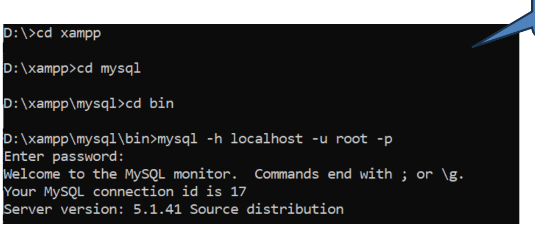 D:\>cd xampp
D:\xampp>cd mysql
D:\xampp\mysql>cd bin
D:\xampp\mysql\bin>mysql -h localhost -u root -p
Enter password:
Welcome to the MySQL monitor.  Commands end with ; or \g.
Your MySQL connection id is 17
Server version: 5.1.41 Source distribution